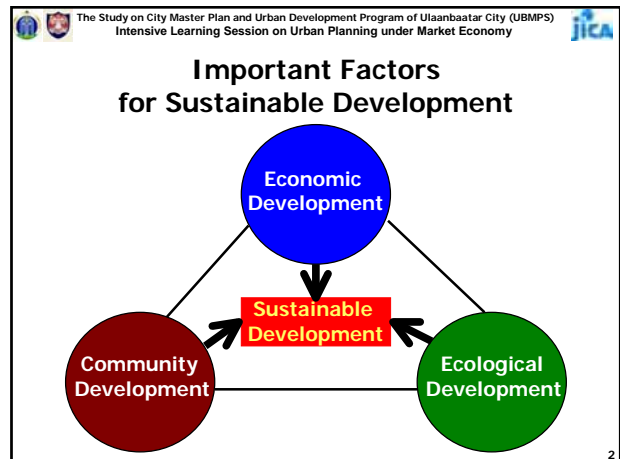 The Study on City Master Plan and Urban Development Program of Ulaanbaatar City (UBMPS)
Intensive Learning Session on Urban Planning under Market Economy
jica
Important Factors
for Sustainable Development
Economic
Development
Sustainable
Development
Community
Development
Ecological
Development
2